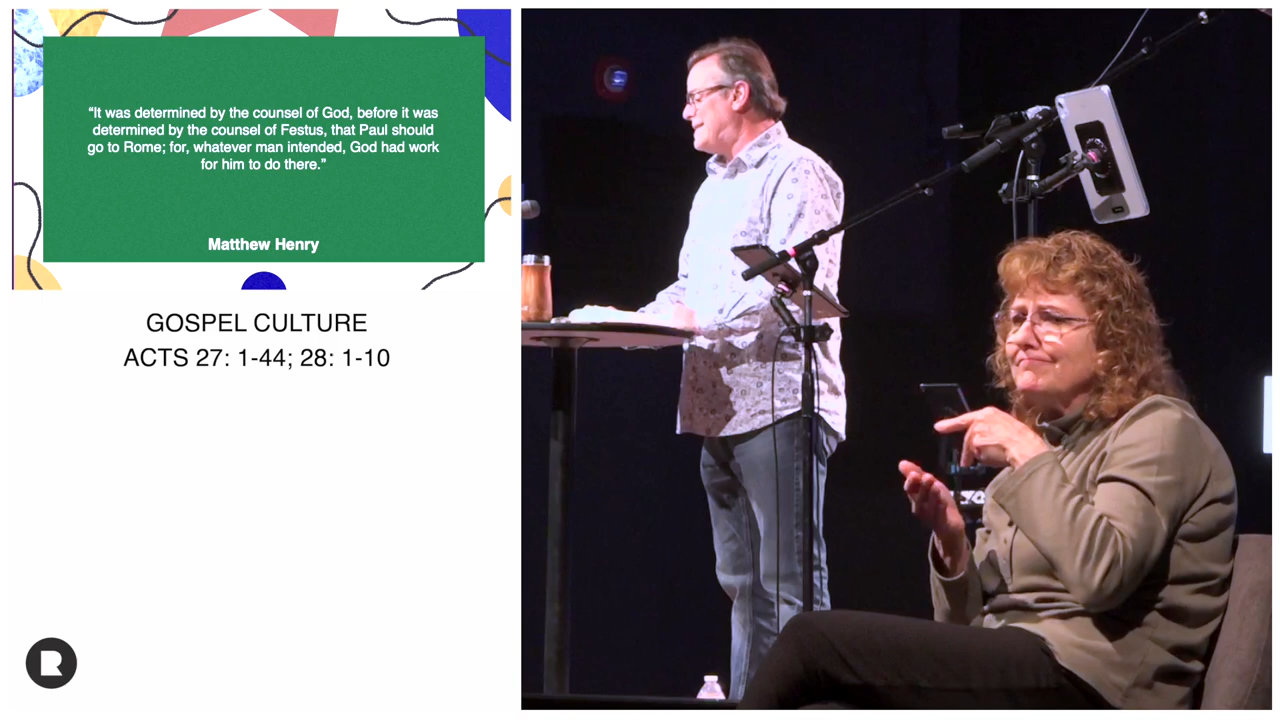 “It was determined by the counsel of God, before it was
determined by the counsel of Festus, that Paul should
go to Rome; for, whatever man intended, God had work
for him to do there.”
Matthew Henry
GOSPEL CULTURE
ACTS 27: 1-44; 28: 1-10
R